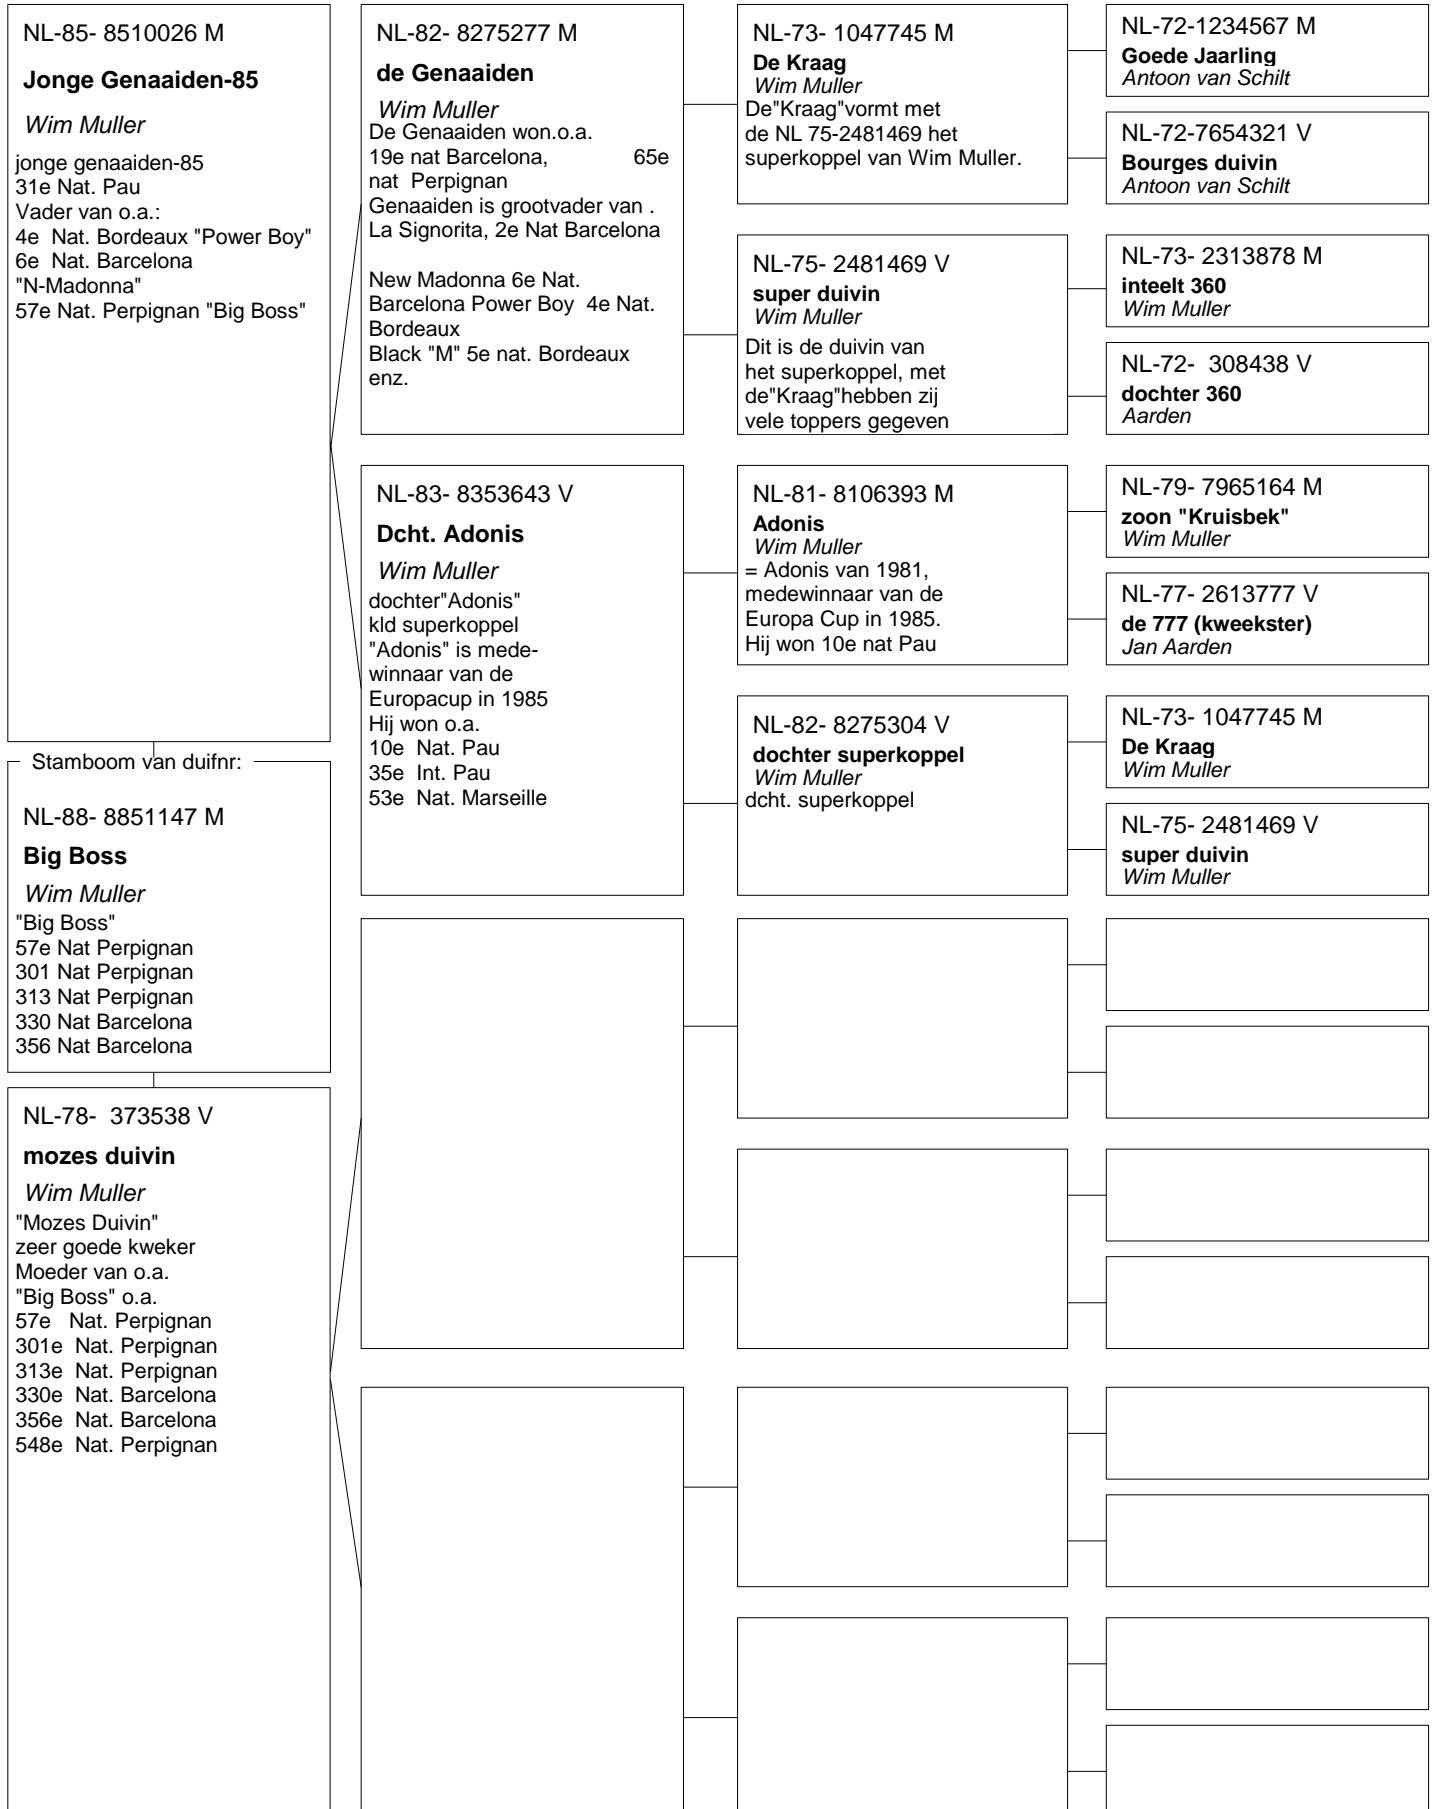 NL-85- 8510026 M
Jonge Genaaiden-85
Wim Muller
jonge genaaiden-85
31e Nat. Pau
Vader van o.a.:
4e  Nat. Bordeaux "Power Boy"
6e  Nat. Barcelona
"N-Madonna"
57e Nat. Perpignan "Big Boss"
Stamboom van duifnr:
NL-88- 8851147 M
Big Boss
Wim Muller
"Big Boss"
57e Nat Perpignan
301 Nat Perpignan
313 Nat Perpignan
330 Nat Barcelona
356 Nat Barcelona
NL-78-  373538 V
mozes duivin
Wim Muller
"Mozes Duivin"
zeer goede kweker
Moeder van o.a.
"Big Boss" o.a.
57e   Nat. Perpignan
301e  Nat. Perpignan
313e  Nat. Perpignan
330e  Nat. Barcelona
356e  Nat. Barcelona
548e  Nat. Perpignan
NL-82- 8275277 M
de Genaaiden
Wim Muller
De Genaaiden won.o.a.
19e nat Barcelona,               65e
nat  Perpignan
Genaaiden is grootvader van .
La Signorita, 2e Nat Barcelona
New Madonna 6e Nat.
Barcelona Power Boy  4e Nat.
Bordeaux
Black "M" 5e nat. Bordeaux
enz.
NL-83- 8353643 V
Dcht. Adonis
Wim Muller
dochter"Adonis"
kld superkoppel
"Adonis" is mede-
winnaar van de
Europacup in 1985
Hij won o.a.
10e  Nat. Pau
35e  Int. Pau
53e  Nat. Marseille
NL-73- 1047745 M
De Kraag
Wim Muller
De"Kraag"vormt met
de NL 75-2481469 het
superkoppel van Wim Muller.
NL-75- 2481469 V
super duivin
Wim Muller
Dit is de duivin van
het superkoppel, met
de"Kraag"hebben zij
vele toppers gegeven
NL-81- 8106393 M
Adonis
Wim Muller
= Adonis van 1981,
medewinnaar van de
Europa Cup in 1985.
Hij won 10e nat Pau
NL-82- 8275304 V
dochter superkoppel
Wim Muller
dcht. superkoppel
NL-72-1234567 M
Goede Jaarling
Antoon van Schilt
NL-72-7654321 V
Bourges duivin
Antoon van Schilt
NL-73- 2313878 M
inteelt 360
Wim Muller
NL-72-  308438 V
dochter 360
Aarden
NL-79- 7965164 M
zoon "Kruisbek"
Wim Muller
NL-77- 2613777 V
de 777 (kweekster)
Jan Aarden
NL-73- 1047745 M
De Kraag
Wim Muller
NL-75- 2481469 V
super duivin
Wim Muller